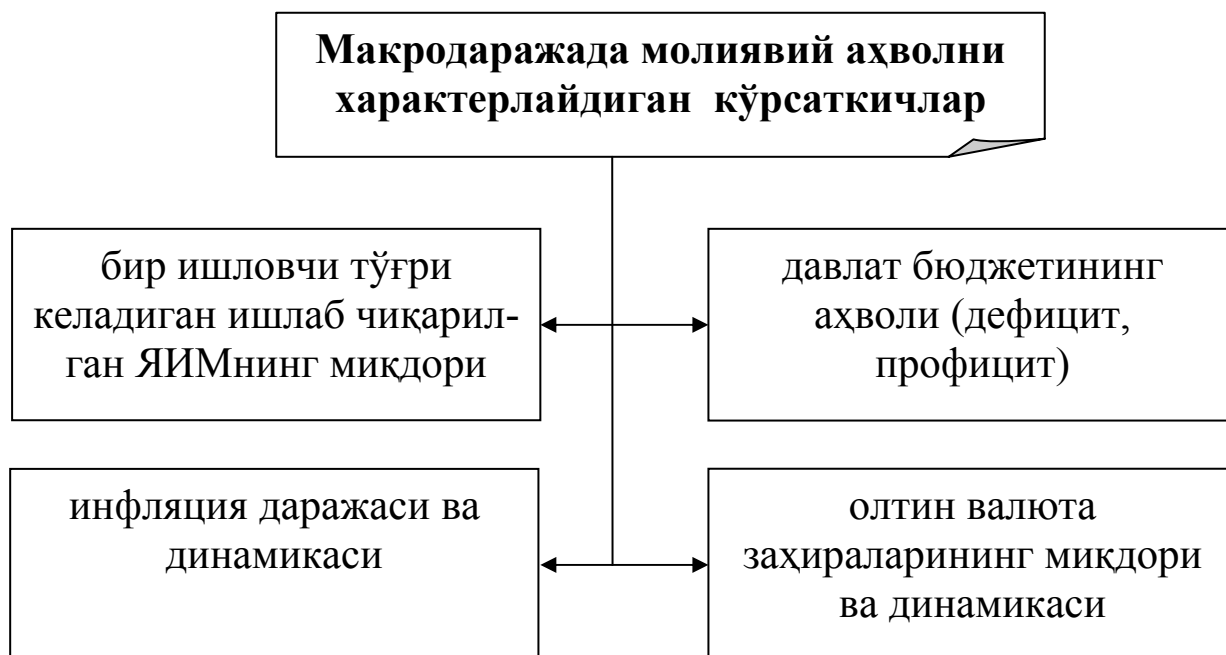 Макродаражада молиявий аҳволни
характерлайдиган кўрсаткичлар
бир ишловчи тўғри
келадиган ишлаб чиқарил-
ган ЯИМнинг миқдори
давлат бюджетининг
аҳволи (дефицит,
профицит)
инфляция даражаси ва
динамикаси
олтин валюта
заҳираларининг миқдори
ва динамикаси